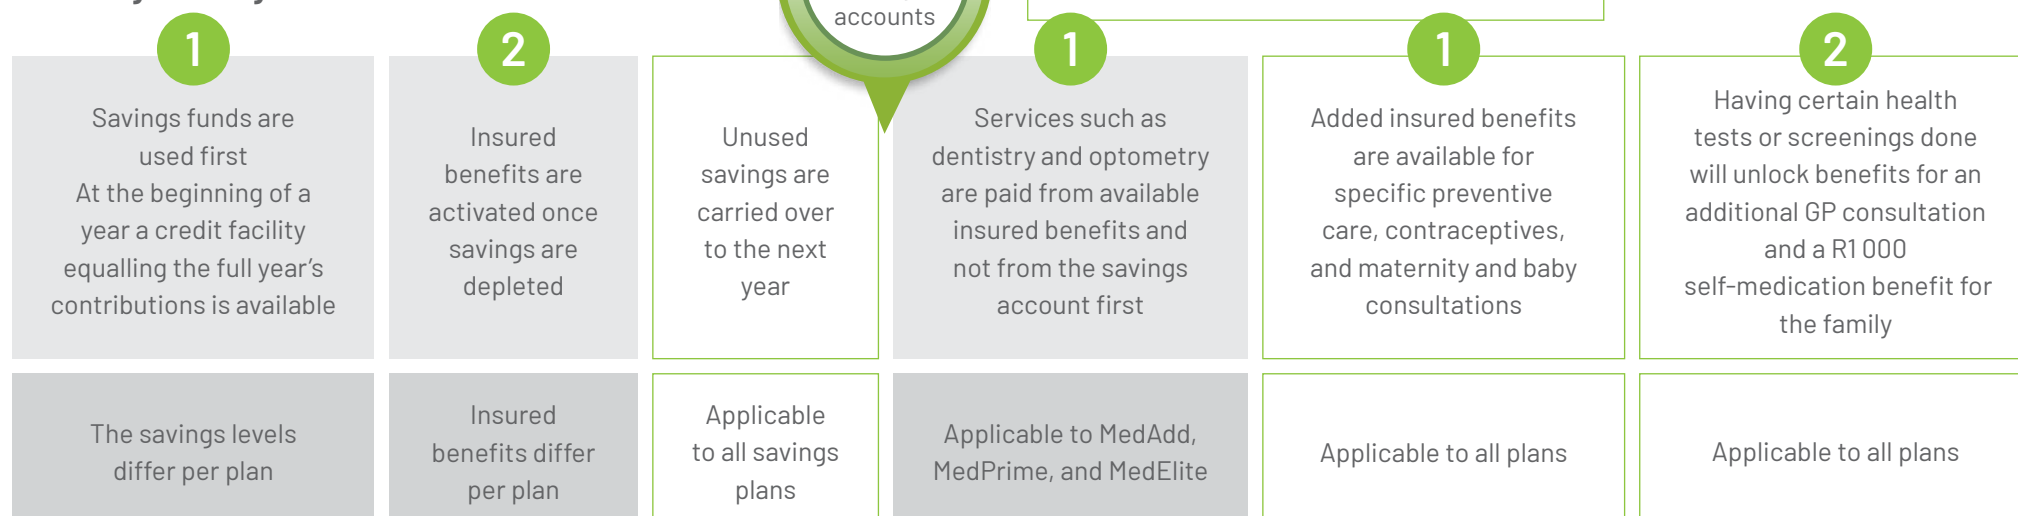 accounts
1
Savings funds are
used first
At the beginning of a
year a credit facility
equalling the full year's
contributions is available
2
Insured
benefits are
activated once
savings are
depleted
Unused
savings are
carried over
to the next
year
1
Services such as
dentistry and optometry
are paid from available
insured benefits and
not from the savings
account first
1
Added insured benefits
are available for
specific preventive
care, contraceptives,
and maternity and baby
consultations
2
Having certain health
tests or screenings done
will unlock benefits for an
additional GP consultation
and a R1 000
self-medication benefit for
the family
The savings levels
differ per plan
Insured
benefits differ
per plan
Applicable
to all savings
plans
Applicable to MedAdd,
MedPrime, and MedElite
Applicable to all plans
Applicable to all plans